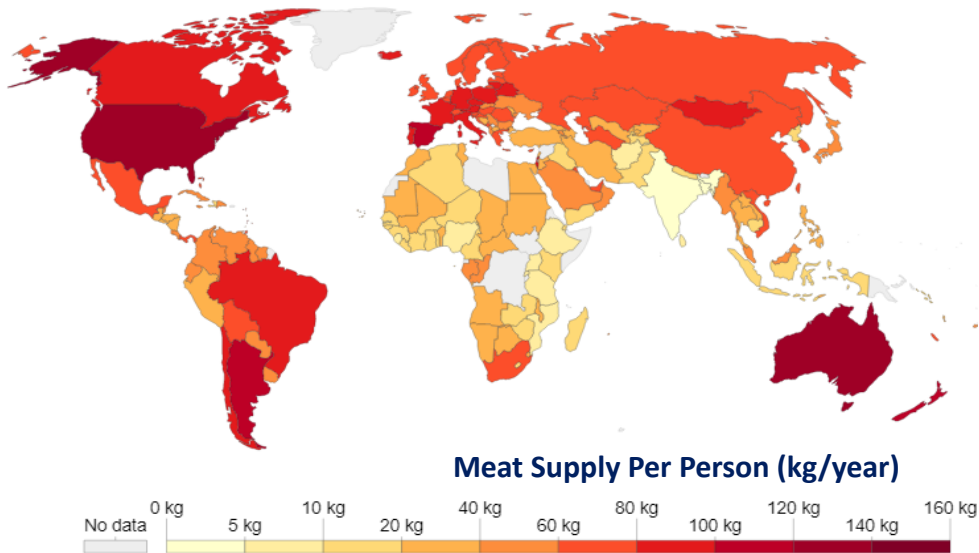 Meat Supply Per Person (kg/year)
0 kg 10 kg 40 kg 80 kg 120 kg 160 kg
No data 5 kg 20 kg 60 kg 100 kg 140 kg